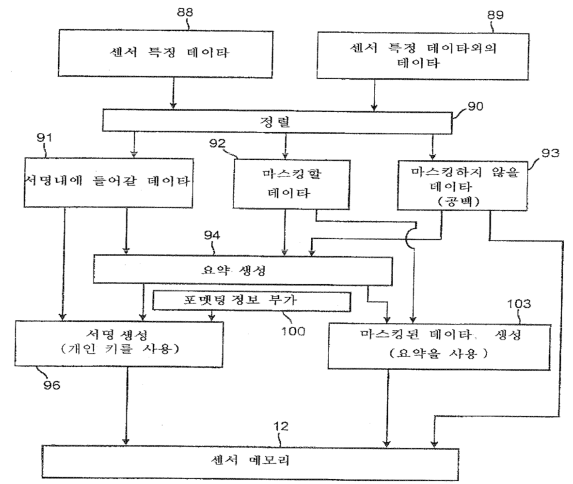 88
89
센서 특정 데이타
센서 특정 데이타외의
데이타
90
정렬
91
92
93
서명내에 들어갈 데이타
마스킹할
데이타
마스킹하지 않을
데이타
(공백)
94
요약 생성
포맷팅 정보 부가
100
103
서명 생성
(개인 키를 사용)
마스킹된 데이타 생성
(요약을 사용)
96
12
센서 메모리